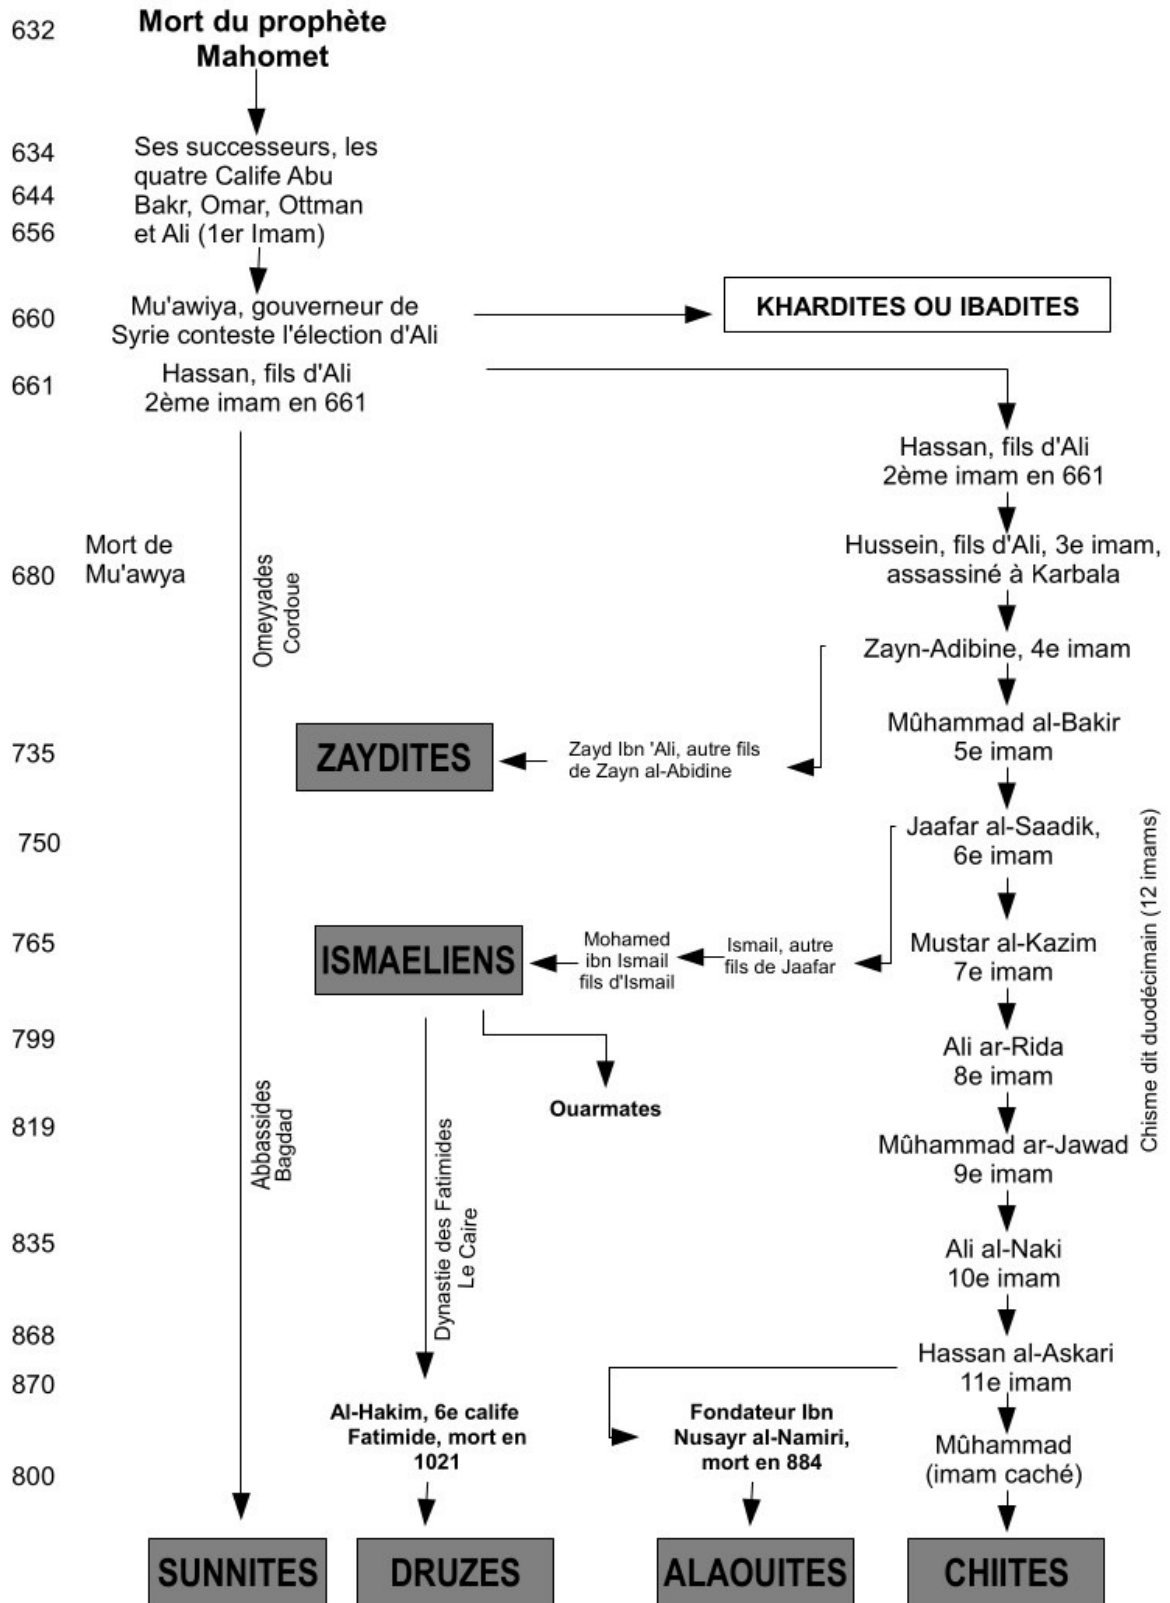 632
Mort du prophète
Mahomet
634
644
656
Ses successeurs, les
quatre Calife Abu
Bakr, Omar, Ottman
et Ali (1er Imam)
660
Mu'awiya, gouverneur de
Syrie conteste l'élection d'Ali
KHARDITES OU IBADITES
661
Hassan, fils d'Ali
2ème imam en 661
Hassan, fils d'Ali
2ème imam en 661
680
Mort de
Mu'awya
Omeyyades
Cordoue
Hussein, fils d'Ali, 3e imam,
assassiné à Karbala
Zayn-Adibine, 4e imam
735
ZAYDITES
Zayd Ibn 'Ali, autre fils
de Zayn al-Abidine
Mûhammad al-Bakir
5e imam
750
Jaafar al-Saadik,
6e imam
Chisme dit duodécimain (12 imams)
765
ISMAELIENS
Mohamed
ibn Ismail
fils d'Ismail
Ismail, autre
fils de Jaafar
Mustar al-Kazim
7e imam
799
Ali ar-Rida
8e imam
Ouarmates
819
Abbassides
Bagdad
Mûhammad ar-Jawad
9e imam
835
Dynastie des Fatimides
Le Caire
Ali al-Naki
10e imam
868
870
Hassan al-Askari
11e imam
Al-Hakim, 6e calife
Fatimide, mort en
1021
Fondateur Ibn
Nusayr al-Namiri,
mort en 884
800
Mûhammad
(imam caché)
SUNNITES
DRUZES
ALAOUITES
CHIITES